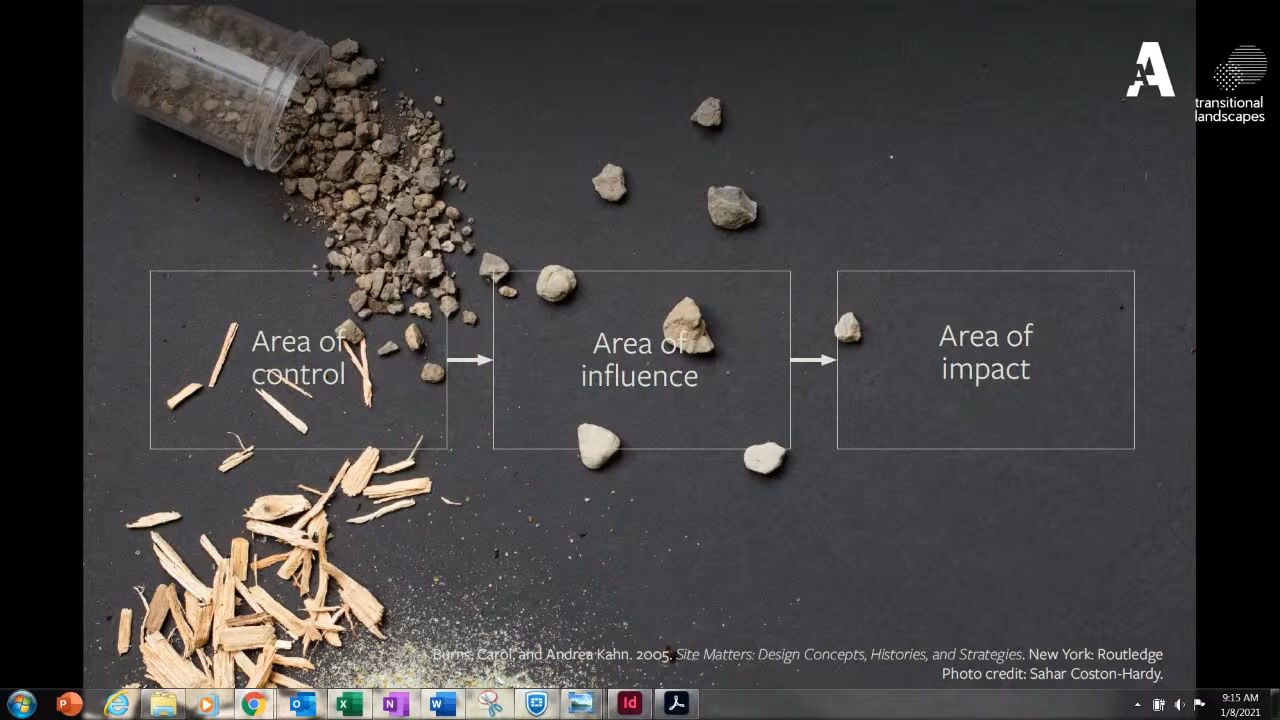 A
A
transitional
landscapes
Area of
control
Area of
influence
Area of
impact
Burns, Carol, and Andrea Kahn. 2005. Site Matters: Design Concepts, Histories, and Strategies. New York: Routledge
Photo credit: Sahar Coston-Hardy.
9:15 AM
1/8/2021